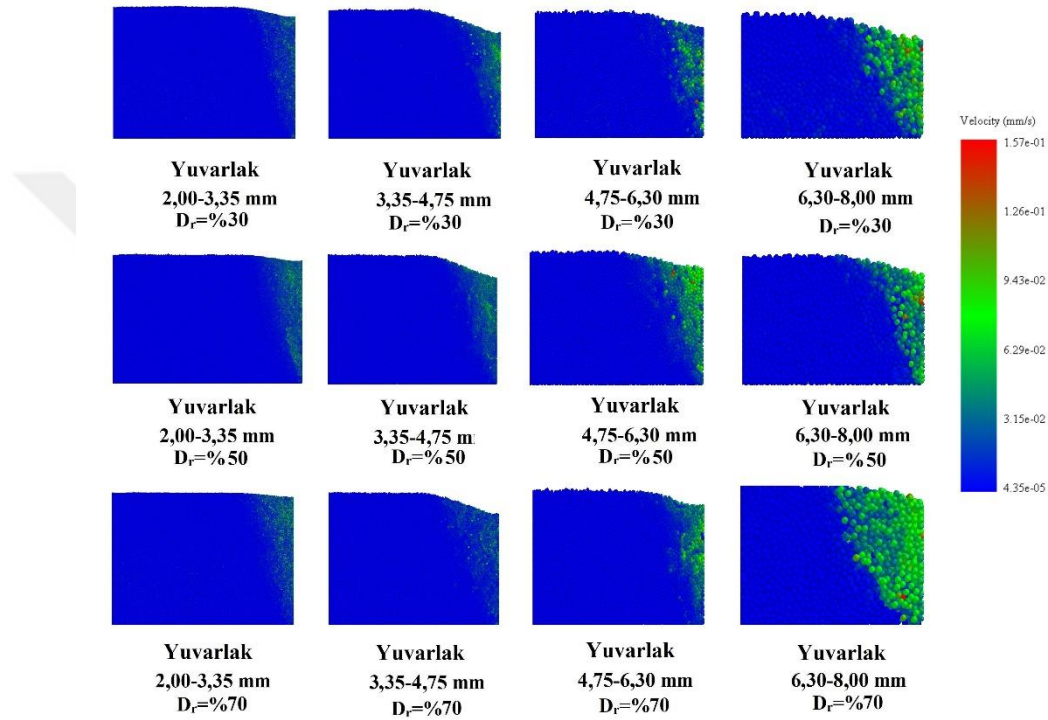 Yuvarlak
2,00-3,35 mm
Dr=%30
Yuvarlak
3,35-4,75 mm
Dr=%30
Yuvarlak
4,75-6,30 mm
Dr=%30
Yuvarlak
6,30-8,00 mm
Dr=%30
Yuvarlak
2,00-3,35 mm
Dr=%50
Yuvarlak
3,35-4,75 m
Dr=%50
Yuvarlak
4,75-6,30 mm
Dr=%50
Yuvarlak
6,30-8,00 mm
Dr=%50
Yuvarlak
2,00-3,35 mm
Dr=%70
Yuvarlak
3,35-4,75 mm
Dr=%70
Yuvarlak
4,75-6,30 mm
Dr=%70
Yuvarlak
6,30-8,00 mm
Dr=%70
Velocity (mm/s)
1.57e-01
1.26e-01
9.43e-02
6.29e-02
3.15e-02
4.35e-05